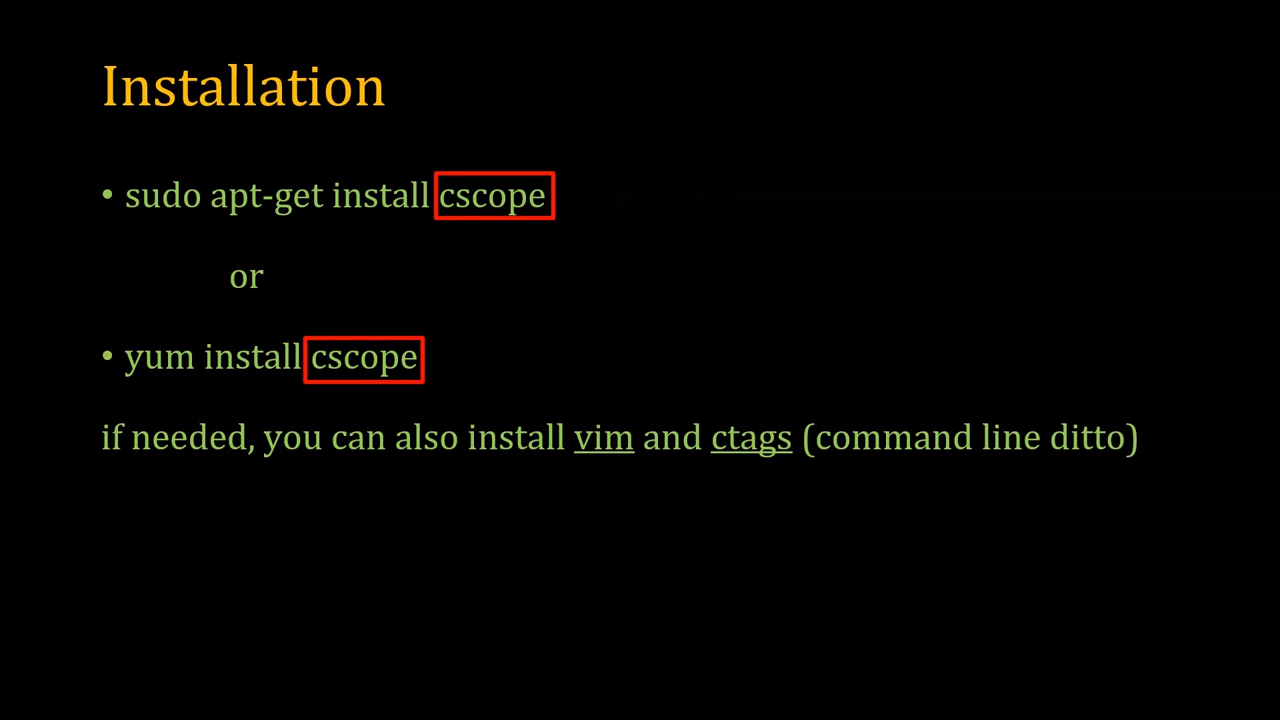 Installation
• sudo apt-get install cscope
or
• yum install cscope
if needed, you can also install vim and ctags (command line ditto)